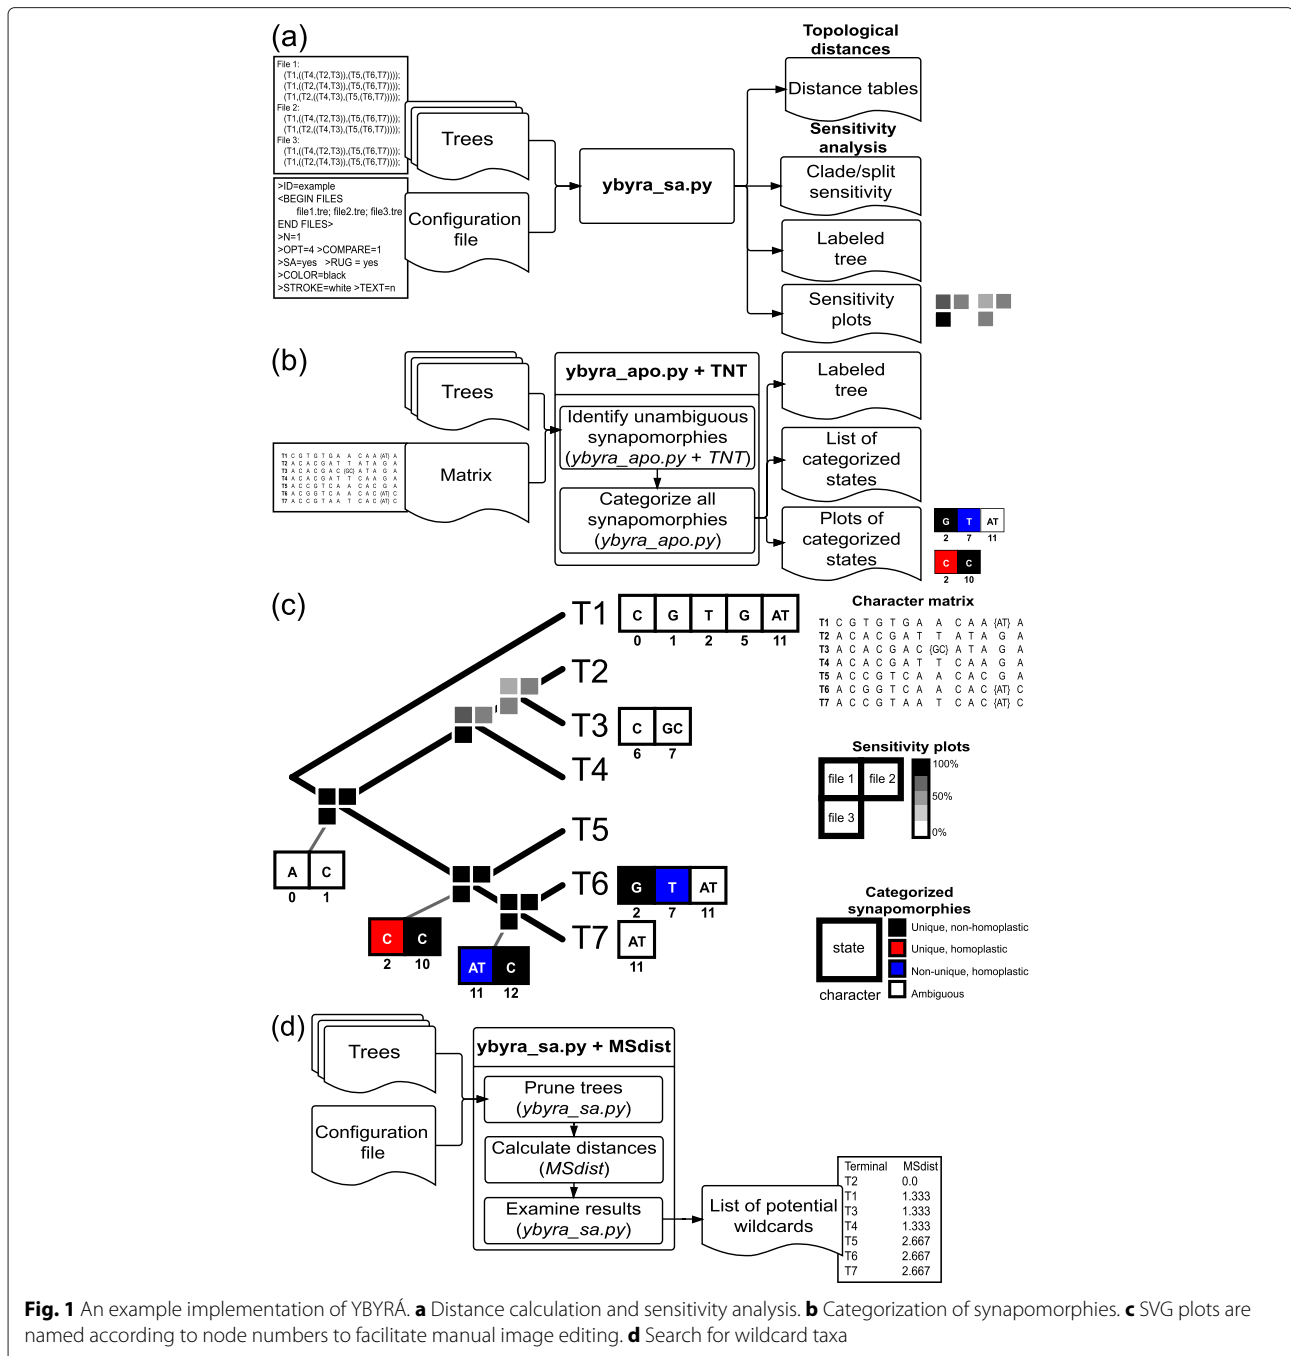 (a)
File 1:
(T1,((T4,(T2,T3)),(T5,(T6,T7))));
(T1,((T2,(T4,T3)),(T5,(T6,T7))));
(T1,(T2,((T4,T3),(T5,(T6,T7)))));
File 2:
(T1,((T4,(T2,T3)),(T5,(T6,T7))));
(T1,(T2,((T4,T3),(T5,(T6,T7)))));
File 3:
(T1,((T4,(T2,T3)),(T5,(T6,T7))));
(T1,((T2,(T4,T3)),(T5,(T6,T7))));
>ID=example
<BEGIN FILES
file1.tre; file2.tre; file3.tre
END FILES>
>N=1
>OPT=4 >COMPARE=1
>SA=yes >RUG = yes
>COLOR=black
>STROKE=white >TEXT=n
Trees
Configuration
file
ybyra_sa.py
Topological
distances
Distance tables
Sensitivity
analysis
Clade/split
sensitivity
Labeled
tree
Sensitivity
plots
(b)
Trees
T1 C G T G T G A A C A A {AT} A
T2 A C A C G A T T A T A G A
T3 A C A C G A C {GC} A T A G A
T4 A C A C G A T T C A A G A
T5 A C C G T C A A C A C G A
T6 A C G G T C A A C A C {AT} C
T7 A C C G T A A T C A C {AT} C
Matrix
ybyra_apo.py + TNT
Identify unambiguous
synapomorphies
(ybyra_apo.py + TNT)
Categorize all
synapomorphies
(ybyra_apo.py)
Labeled
tree
List of
categorized
states
Plots of
categorized
states
G T AT
2 7 11
C C
2 10
(c)
T1
C G T G AT
0 1 2 5 11
T2
T3
C GC
6 7
T4
T5
T6
G T AT
2 7 11
T7
AT
11
A C
0 1
C C
2 10
AT C
11 12
Character matrix
T1 C G T G T G A A C A A {AT} A
T2 A C A C G A T T A T A G A
T3 A C A C G A C {GC} A T A G A
T4 A C A C G A T T C A A G A
T5 A C C G T C A A C A C G A
T6 A C G G T C A A C A C {AT} C
T7 A C C G T A A T C A C {AT} C
Sensitivity plots
file 1 file 2
file 3
100%
50%
0%
Categorized
synapomorphies
state
character
Unique, non-homoplastic
Unique, homoplastic
Non-unique, homoplastic
Ambiguous
(d)
Trees
Configuration
file
ybyra_sa.py + MSdist
Prune trees
(ybyra_sa.py)
Calculate distances
(MSdist)
Examine results
(ybyra_sa.py)
List of potential
wildcards
Terminal MSdist
T2 0.0
T1 1.333
T3 1.333
T4 1.333
T5 2.667
T6 2.667
T7 2.667
Fig. 1 An example implementation of YBYRÁ. a Distance calculation and sensitivity analysis. b Categorization of synapomorphies. c SVG plots are
named according to node numbers to facilitate manual image editing. d Search for wildcard taxa